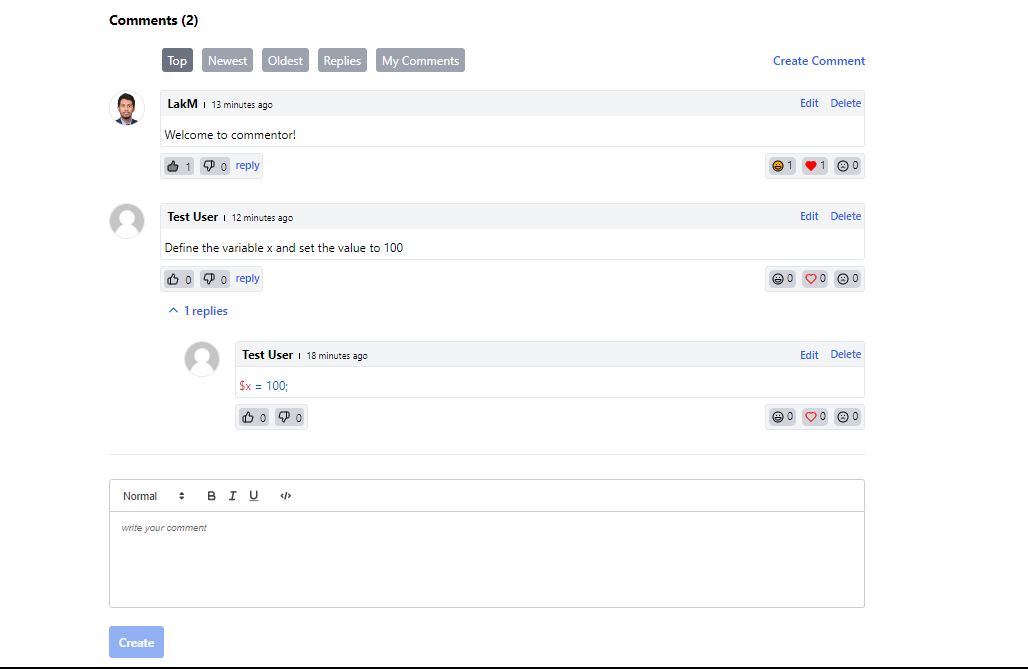 Comments (2)
Top Newest Oldest Replies My Comments Create Comment
LakM 13 minutes ago Edit Delete
Welcome to commentor!
1 0 reply 1 1 0
Test User 12 minutes ago Edit Delete
Define the variable x and set the value to 100
0 0 reply 0 0 0
1 replies
Test User 18 minutes ago Edit Delete
$x = 100;
0 0 0 0 0
Normal B I U </>
write your comment
Create